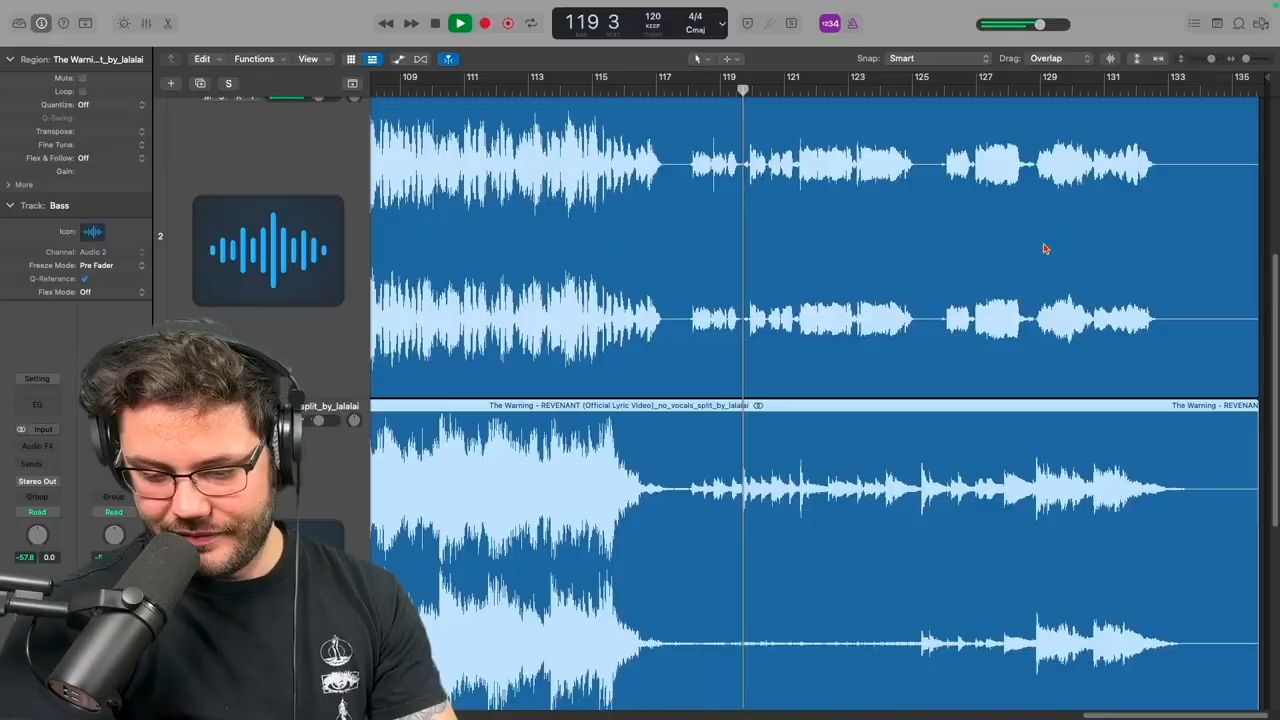 119 3
BAR BEAT
120
KEEP
TEMPO
4/4
Cmaj
1234
Region: The Warni...t_by_lalalai
Edit
Functions
View
Snap: Smart
Drag: Overlap
Mute:
Loop:
Quantize: Off
Q-Swing:
Transpose:
Fine Tune:
Flex & Follow: Off
Gain:
More
Track: Bass
Icon:
Channel: Audio 2
Freeze Mode: Pre Fader
Q-Reference:
Flex Mode: Off
S
109 111 113 115 117 121 123 125 127 129 131 133 135
2
Setting
EQ
Input
Audio FX
Sends
Stereo Out
Group
Group
Read
Read
-57.8 0.0
split_by_lalalai
The Warning - REVENANT (Official Lyric Video)_no_vocals_split_by_lalalai
The Warning - REVENAN